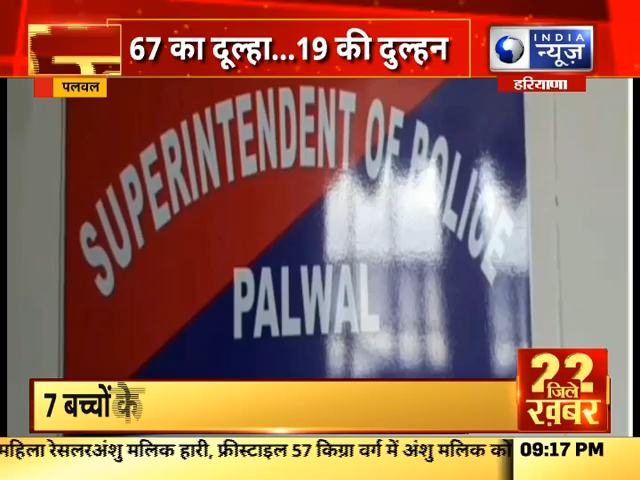 67 का दूल्हा...19 की दुल्हन
INDIA
न्यूज़
हरियाणा
पलवल
SUPERINTENDENT OF POLICE
PALWAL
7 बच्चों के
22
जिले
ख़बर
महिला रेसलरअंशु मलिक हारी, फ्रीस्टाइल 57 किग्रा वर्ग में अंशु मलिक को
09:17 PM